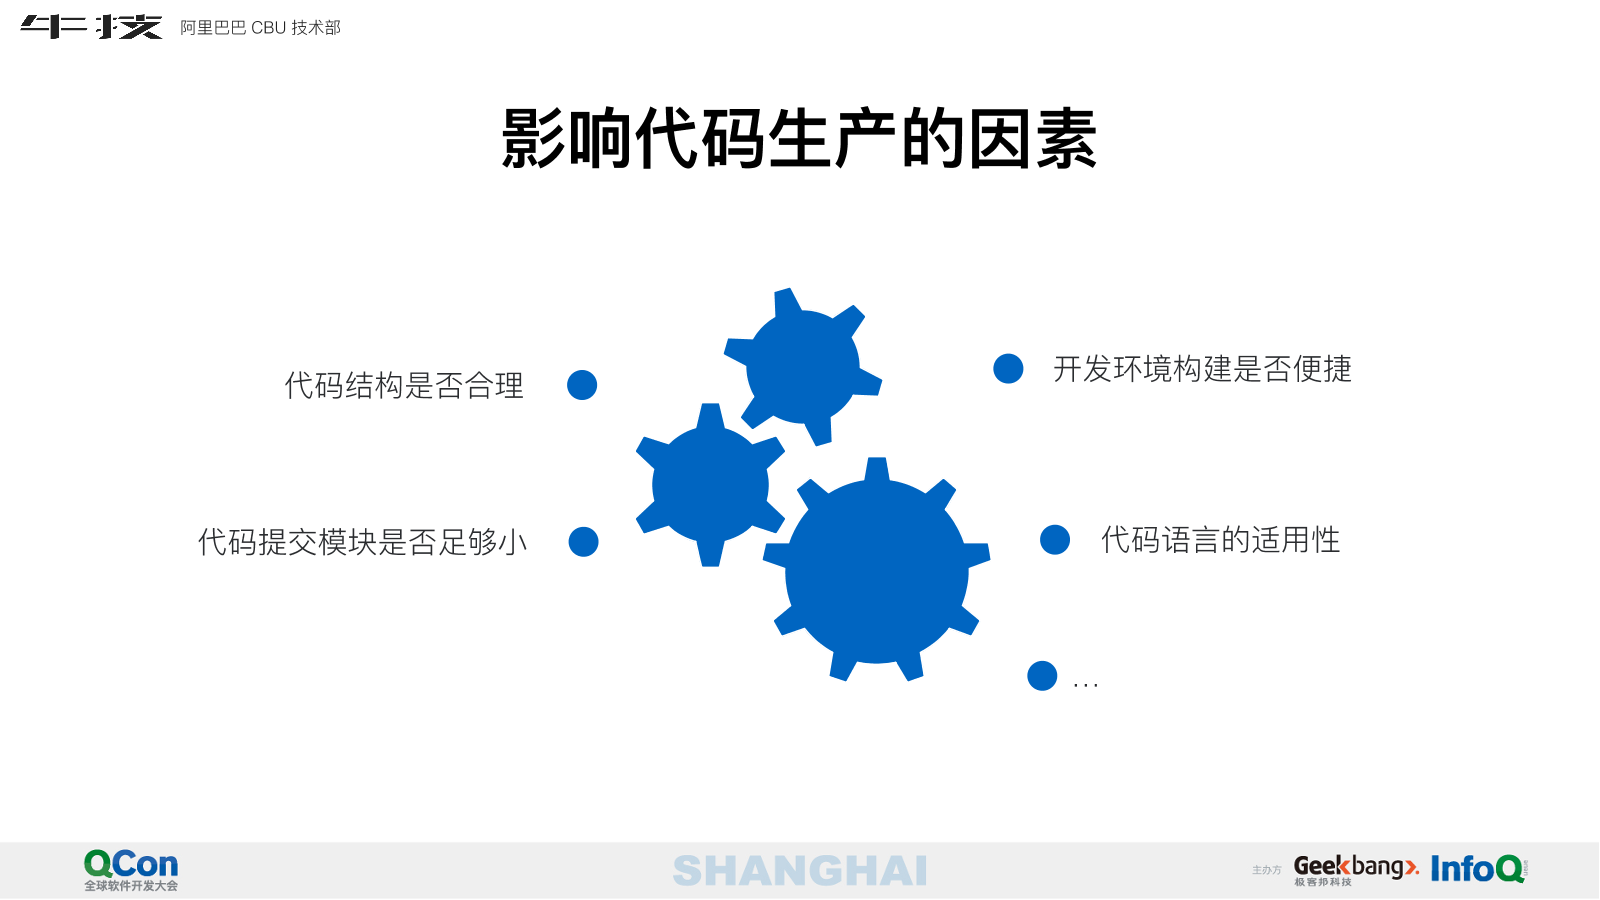 牛技 阿里巴巴 CBU 技术部
影响代码生产的因素
代码结构是否合理
开发环境构建是否便捷
代码提交模块是否足够小
代码语言的适用性
...
QCon
全球软件开发大会
SHANGHAI
主办方
Geekbang>.
极客邦科技
InfoQ